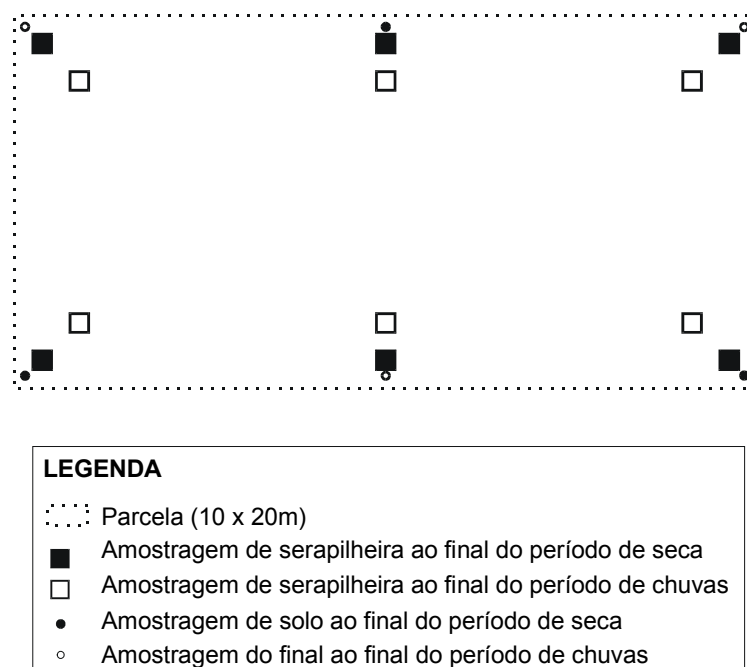 LEGENDA
Parcela (10 x 20m)
Amostragem de serapilheira ao final do período de seca
Amostragem de serapilheira ao final do período de chuvas
Amostragem de solo ao final do período de seca
Amostragem do final ao final do período de chuvas